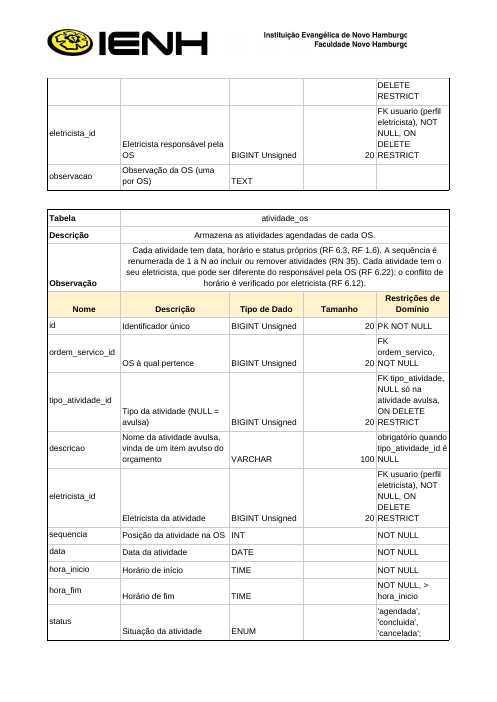 IENH
Instituição Evangélica de Novo Hamburgo
Faculdade Novo Hamburgo
DELETE
RESTRICT
eletricista_id
Eletricista responsável pela
OS
BIGINT Unsigned
20
FK usuario (perfil
eletricista), NOT
NULL, ON
DELETE
RESTRICT
observacao
Observação da OS (uma
por OS)
TEXT
Tabela
atividade_os
Descrição
Armazena as atividades agendadas de cada OS.
Observação
Cada atividade tem data, horário e status próprios (RF 6.3, RF 1.6). A sequência é
renumerada de 1 a N ao incluir ou remover atividades (RN 35). Cada atividade tem o
seu eletricista, que pode ser diferente do responsável pela OS (RF 6.22); o conflito de
horário é verificado por eletricista (RF 6.12).
Nome
Descrição
Tipo de Dado
Tamanho
Restrições de
Domínio
id
Identificador único
BIGINT Unsigned
20
PK NOT NULL
ordem_servico_id
OS à qual pertence
BIGINT Unsigned
20
FK
ordem_servico,
NOT NULL
tipo_atividade_id
Tipo da atividade (NULL =
avulsa)
BIGINT Unsigned
20
FK tipo_atividade,
NULL só na
atividade avulsa,
ON DELETE
RESTRICT
descricao
Nome da atividade avulsa,
vinda de um item avulso do
orçamento
VARCHAR
100
obrigatório quando
tipo_atividade_id é
NULL
eletricista_id
Eletricista da atividade
BIGINT Unsigned
20
FK usuario (perfil
eletricista), NOT
NULL, ON
DELETE
RESTRICT
sequencia
Posição da atividade na OS
INT
NOT NULL
data
Data da atividade
DATE
NOT NULL
hora_inicio
Horário de início
TIME
NOT NULL
hora_fim
Horário de fim
TIME
NOT NULL, >
hora_inicio
status
Situação da atividade
ENUM
'agendada',
'concluida',
'cancelada';